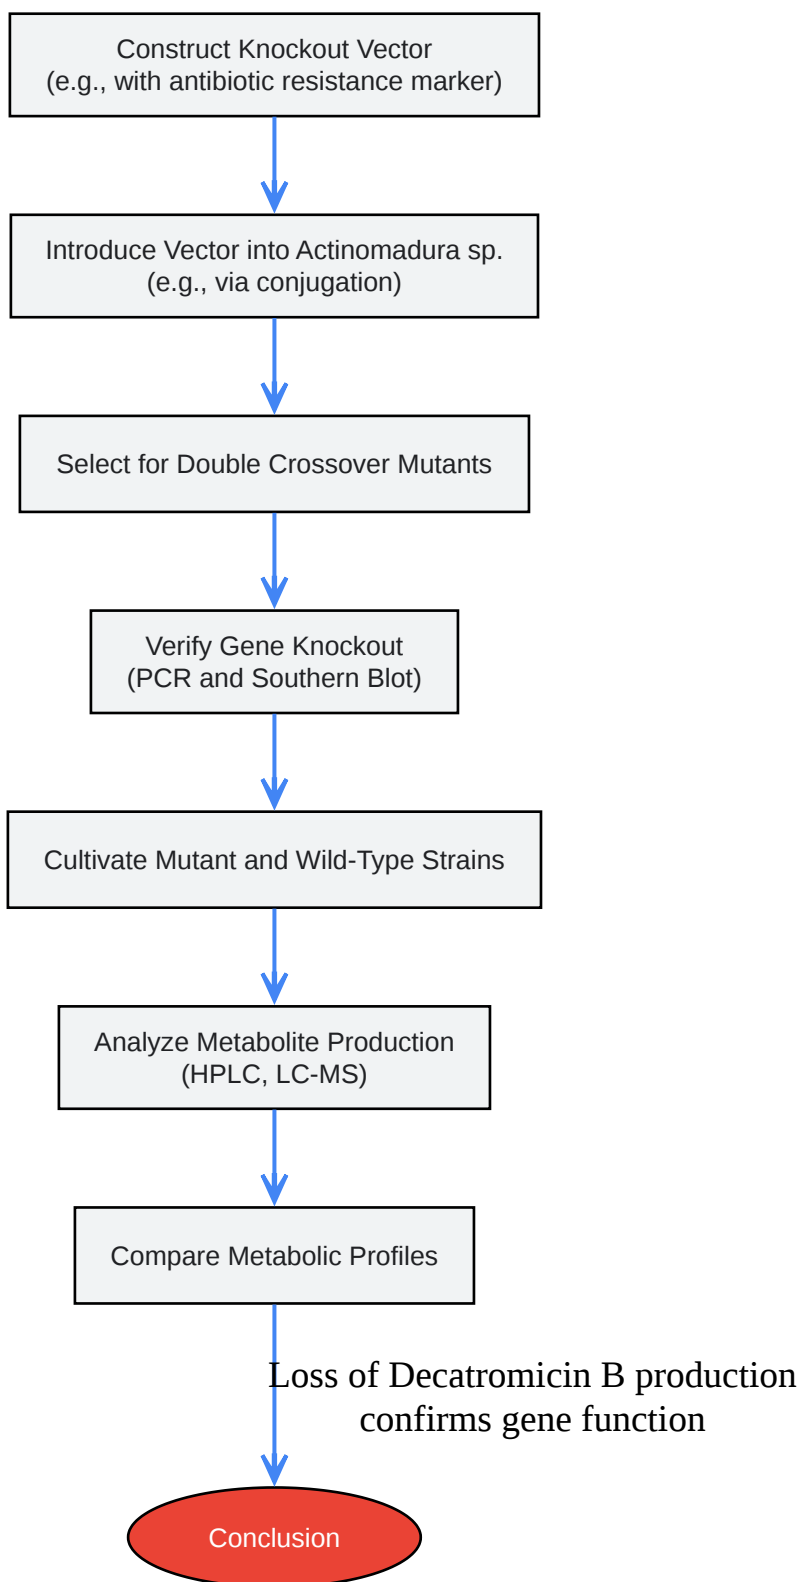 Construct Knockout Vector
(e.g., with antibiotic resistance marker)
Introduce Vector into Actinomadura sp.
(e.g., via conjugation)
Select for Double Crossover Mutants
Verify Gene Knockout
(PCR and Southern Blot)
Cultivate Mutant and Wild-Type Strains
Analyze Metabolite Production
(HPLC, LC-MS)
Compare Metabolic Profiles
Loss of Decatromicin B production
confirms gene function
Conclusion